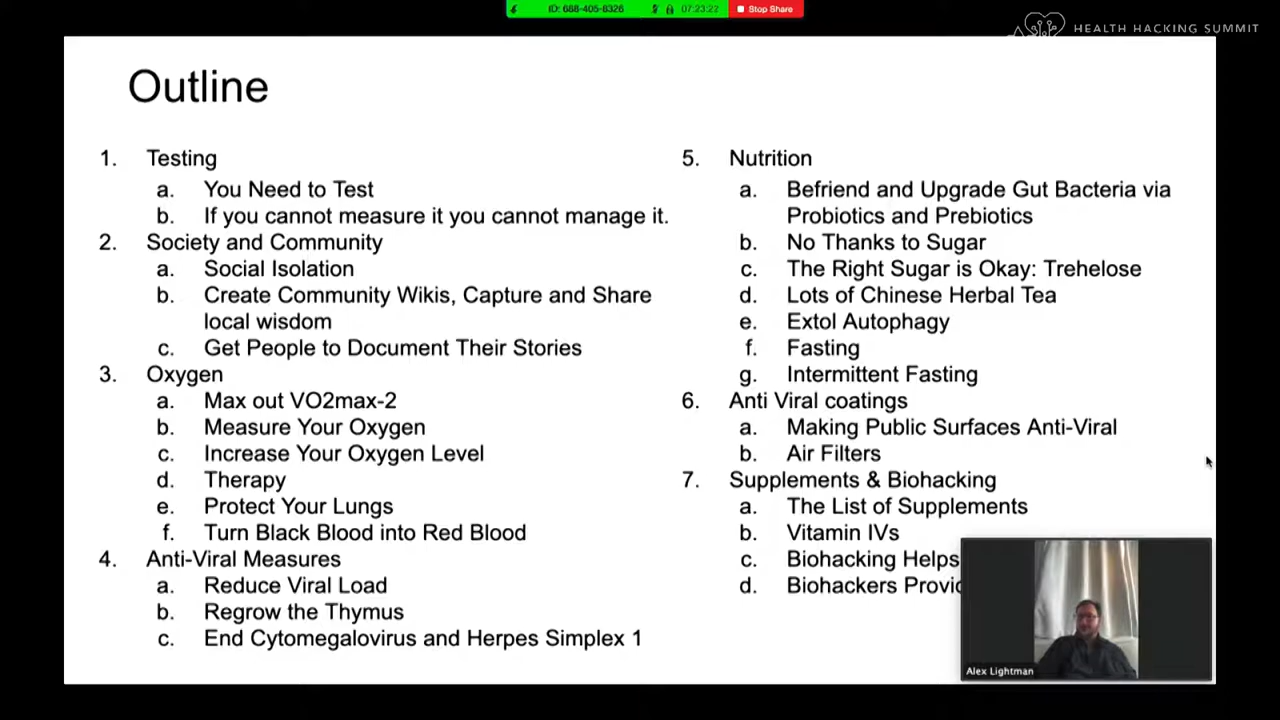 ID: 688-405-8326
07:23:22
Stop Share
HEALTH HACKING SUMMIT
Outline
1. Testing
a. You Need to Test
b. If you cannot measure it you cannot manage it.
2. Society and Community
a. Social Isolation
b. Create Community Wikis, Capture and Share
local wisdom
c. Get People to Document Their Stories
3. Oxygen
a. Max out VO2max-2
b. Measure Your Oxygen
c. Increase Your Oxygen Level
d. Therapy
e. Protect Your Lungs
f. Turn Black Blood into Red Blood
4. Anti-Viral Measures
a. Reduce Viral Load
b. Regrow the Thymus
c. End Cytomegalovirus and Herpes Simplex 1
5. Nutrition
a. Befriend and Upgrade Gut Bacteria via
Probiotics and Prebiotics
b. No Thanks to Sugar
c. The Right Sugar is Okay: Trehelose
d. Lots of Chinese Herbal Tea
e. Extol Autophagy
f. Fasting
g. Intermittent Fasting
6. Anti Viral coatings
a. Making Public Surfaces Anti-Viral
b. Air Filters
7. Supplements & Biohacking
a. The List of Supplements
b. Vitamin IVs
c. Biohacking Helps
d. Biohackers
Alex Lightman